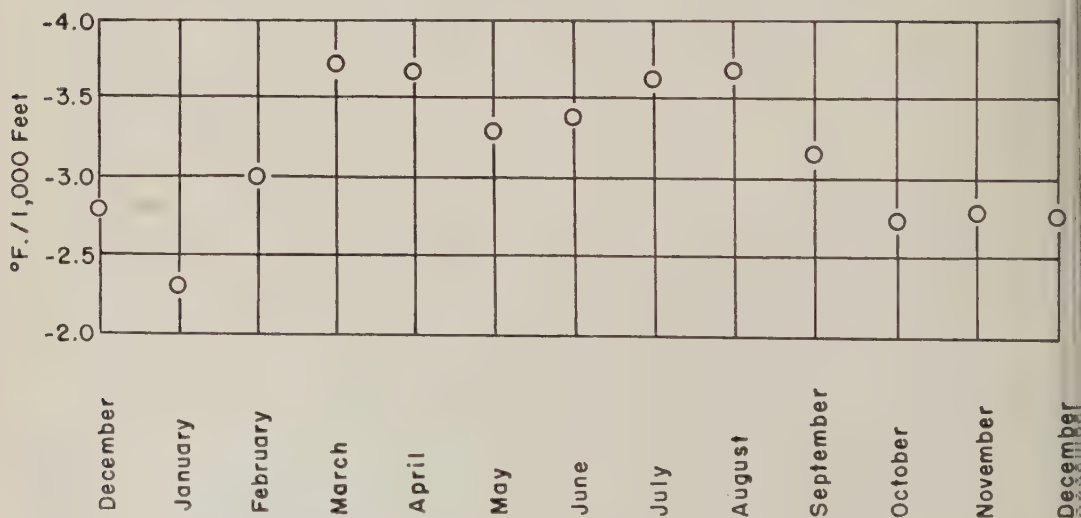 -4.0
-3.5
-3.0
-2.5
-2.0
°F./1,000 Feet
December
January
February
March
April
May
June
July
August
September
October
November
December